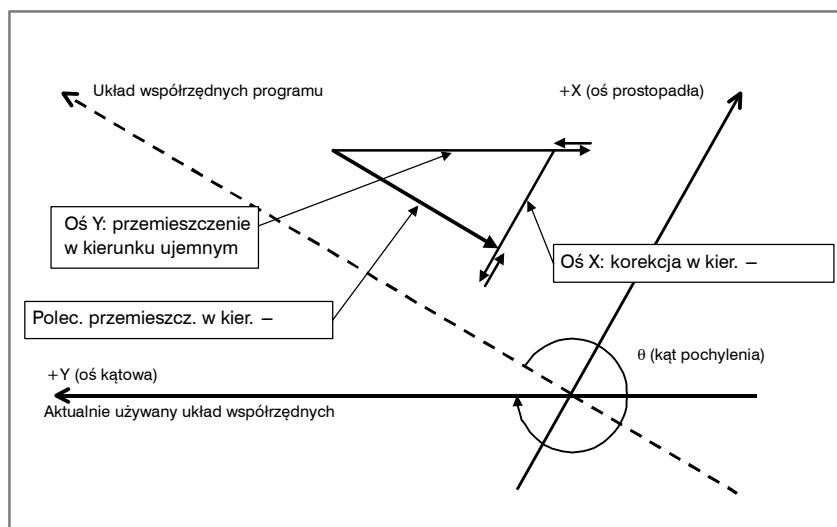 Układ współrzędnych programu
+X (oś prostopadła)
Oś Y: przemieszczenie
w kierunku ujemnym
Oś X: korekcja w kier. –
Polec. przemieszcz. w kier. –
θ (kąt pochylenia)
+Y (oś kątowa)
Aktualnie używany układ współrzędnych